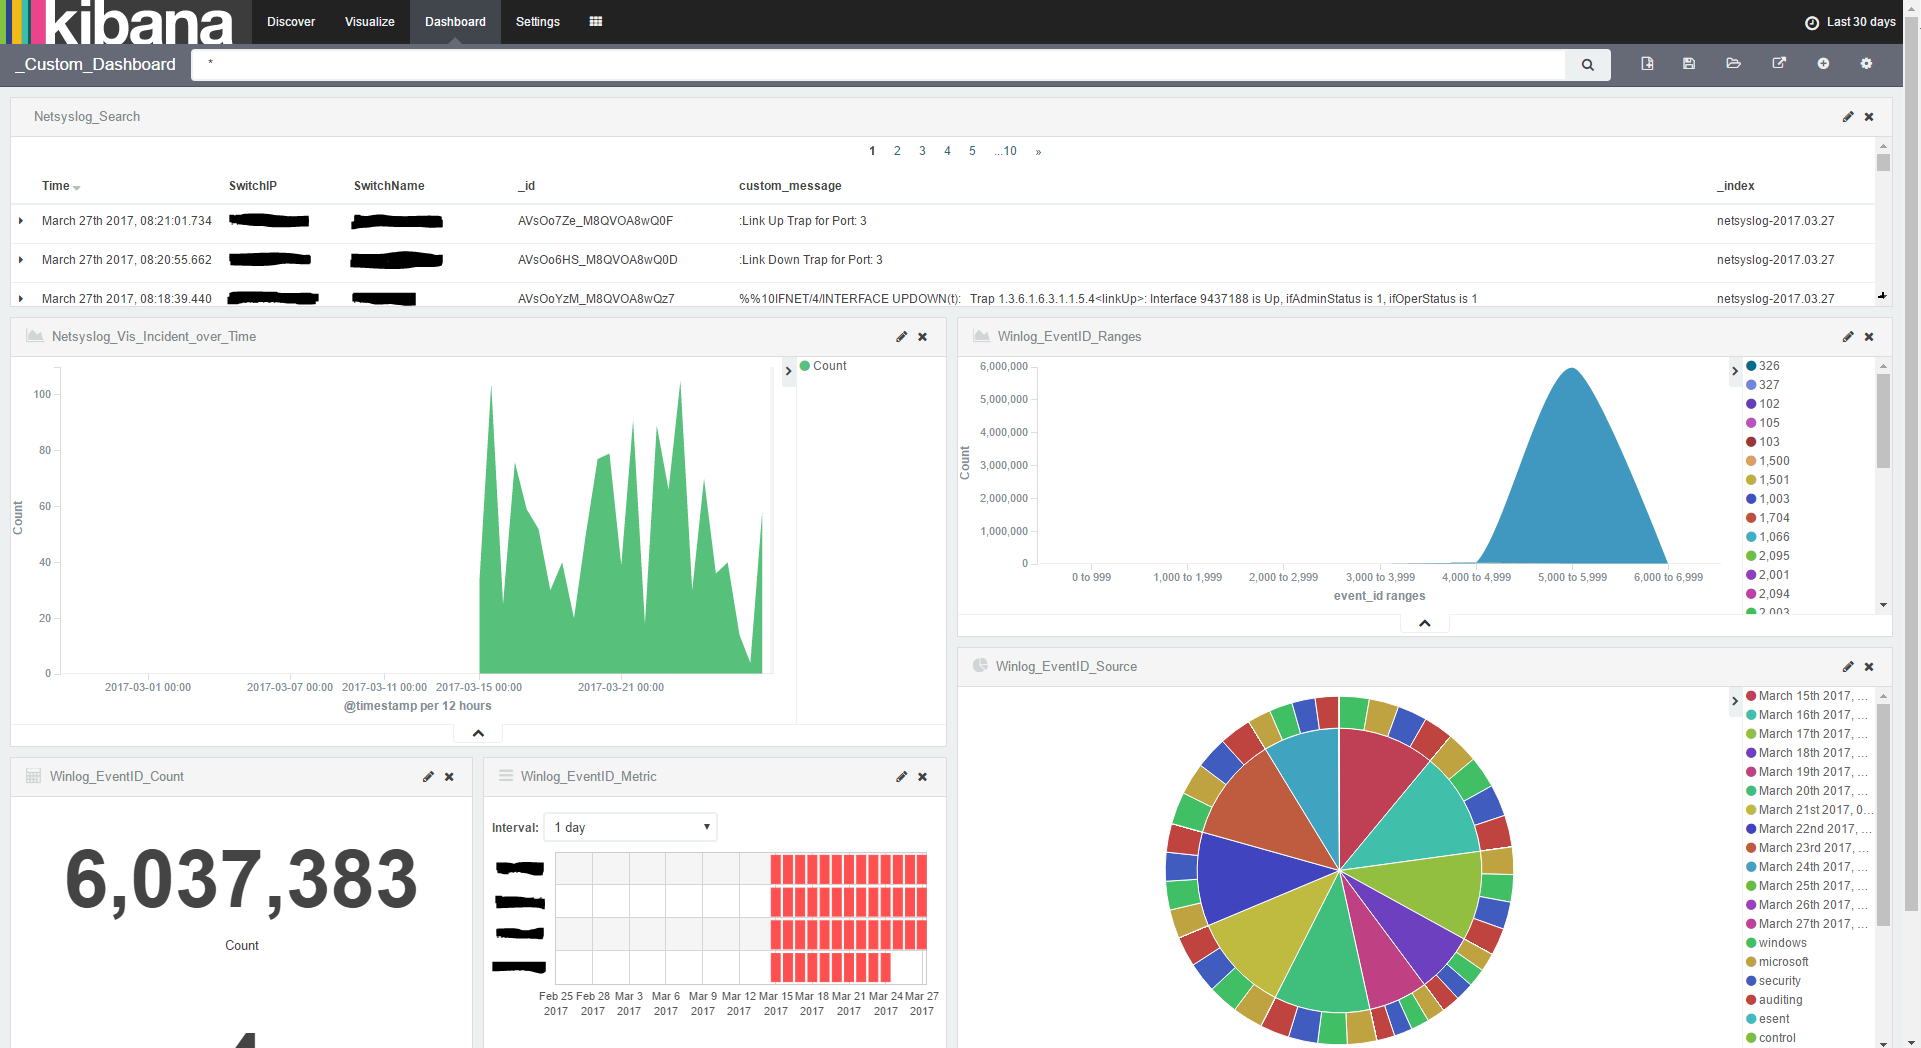 kibana Discover Visualize Dashboard Settings Last 30 days
_Custom_Dashboard *
Netsyslog_Search
1 2 3 4 5 ...10 »
Time SwitchIP SwitchName _id custom_message _index
March 27th 2017, 08:21:01.734 AVsOo7Ze_M8QVOA8wQ0F :Link Up Trap for Port: 3 netsyslog-2017.03.27
March 27th 2017, 08:20:55.662 AVsOo6HS_M8QVOA8wQ0D :Link Down Trap for Port: 3 netsyslog-2017.03.27
March 27th 2017, 08:18:39.440 AVsOoYzM_M8QVOA8wQz7 %%10IFNET/4/INTERFACE UPDOWN(t): Trap 1.3.6.1.6.3.1.1.5.4<linkUp>: Interface 9437188 is Up, ifAdminStatus is 1, ifOperStatus is 1 netsyslog-2017.03.27
Netsyslog_Vis_Incident_over_Time
Count
100
80
60
40
20
0
Count
2017-03-01 00:00 2017-03-07 00:00 2017-03-11 00:00 2017-03-15 00:00 2017-03-21 00:00
@timestamp per 12 hours
Winlog_EventID_Ranges
6,000,000
5,000,000
4,000,000
3,000,000
2,000,000
1,000,000
0
Count
0 to 999 1,000 to 1,999 2,000 to 2,999 3,000 to 3,999 4,000 to 4,999 5,000 to 5,999 6,000 to 6,999
event_id ranges
326
327
102
105
103
1,500
1,501
1,003
1,704
1,066
2,095
2,001
2,094
2,003
Winlog_EventID_Count
6,037,383
Count
4
Winlog_EventID_Metric
Interval: 1 day
Feb 25 Feb 28 Mar 3 Mar 6 Mar 9 Mar 12 Mar 15 Mar 18 Mar 21 Mar 24 Mar 27
2017 2017 2017 2017 2017 2017 2017 2017 2017 2017 2017
Winlog_EventID_Source
March 15th 2017, ...
March 16th 2017, ...
March 17th 2017, ...
March 18th 2017, ...
March 19th 2017, ...
March 20th 2017, ...
March 21st 2017, 0...
March 22nd 2017, ...
March 23rd 2017, ...
March 24th 2017, ...
March 25th 2017, ...
March 26th 2017, ...
March 27th 2017, ...
windows
microsoft
security
auditing
esent
control